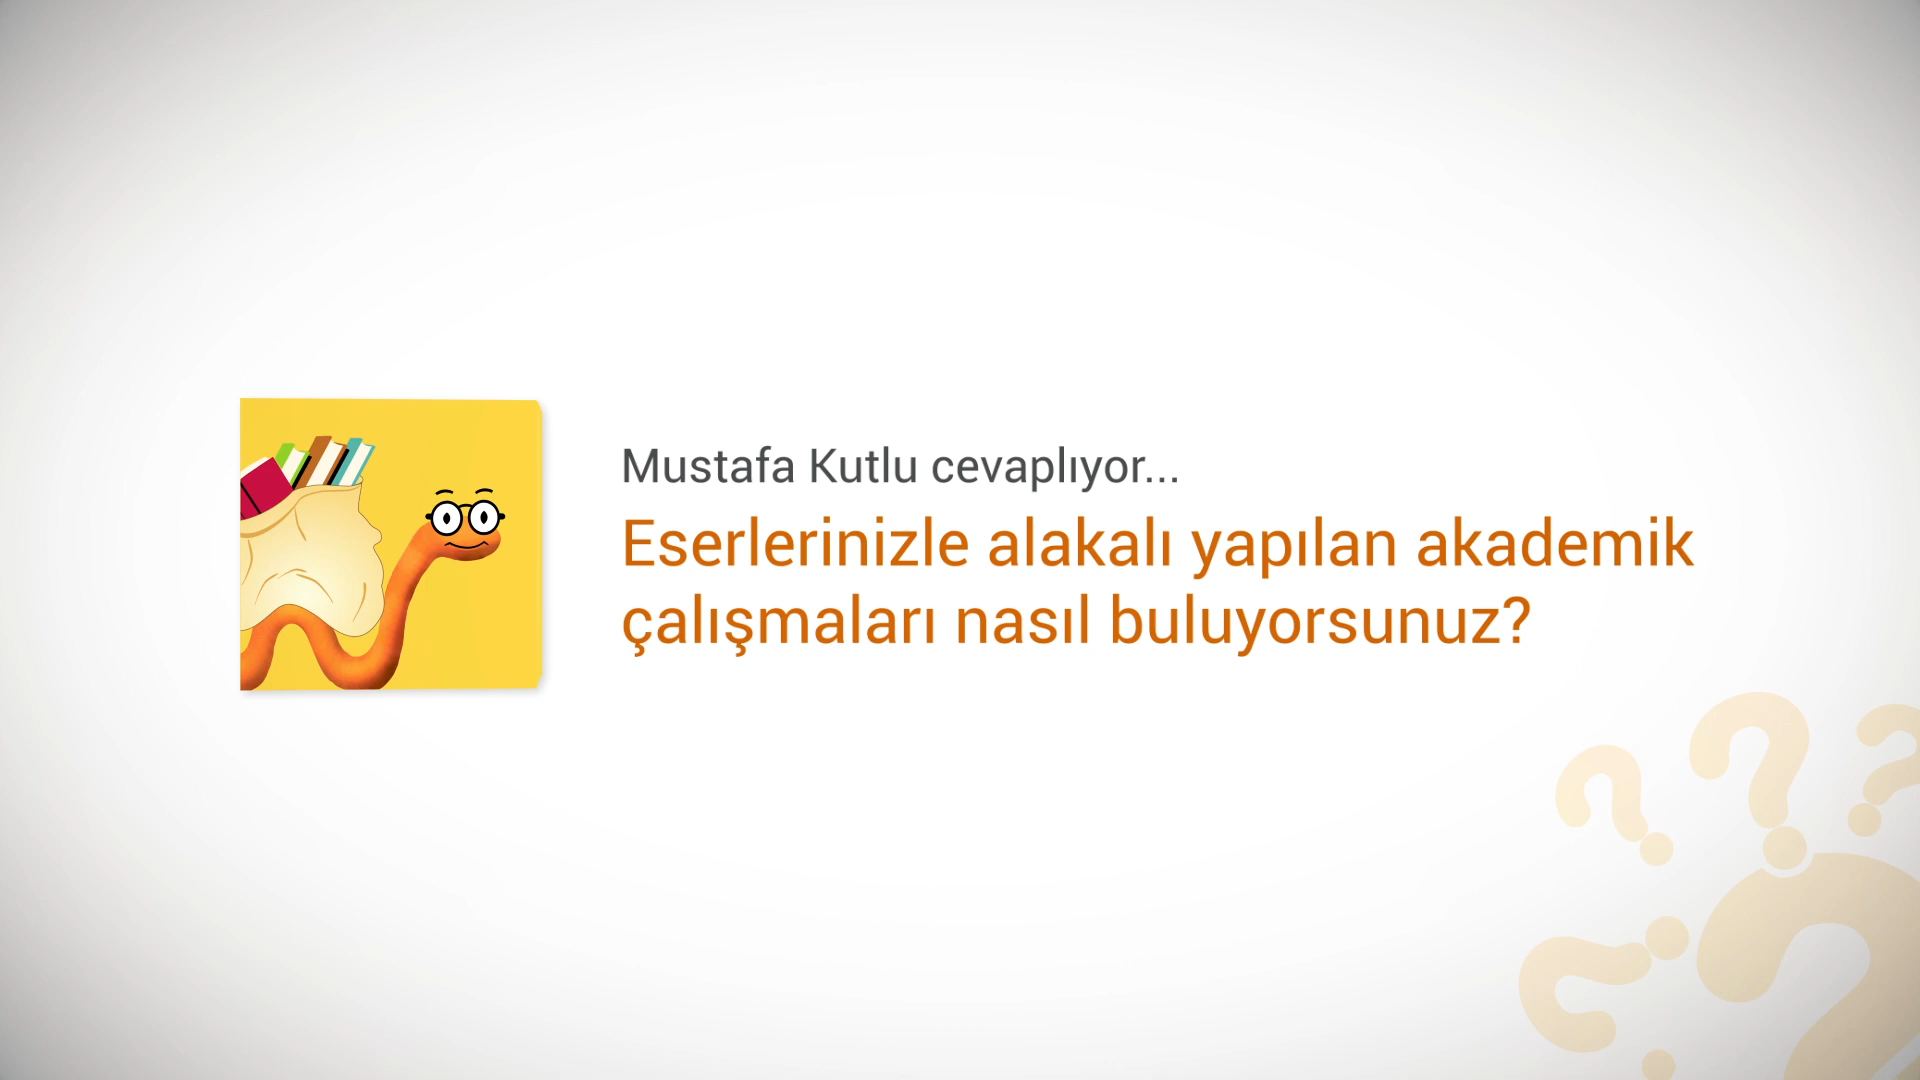 Mustafa Kutlu cevaplıyor...
Eserlerinizle alakalı yapılan akademik
çalışmaları nasıl buluyorsunuz?